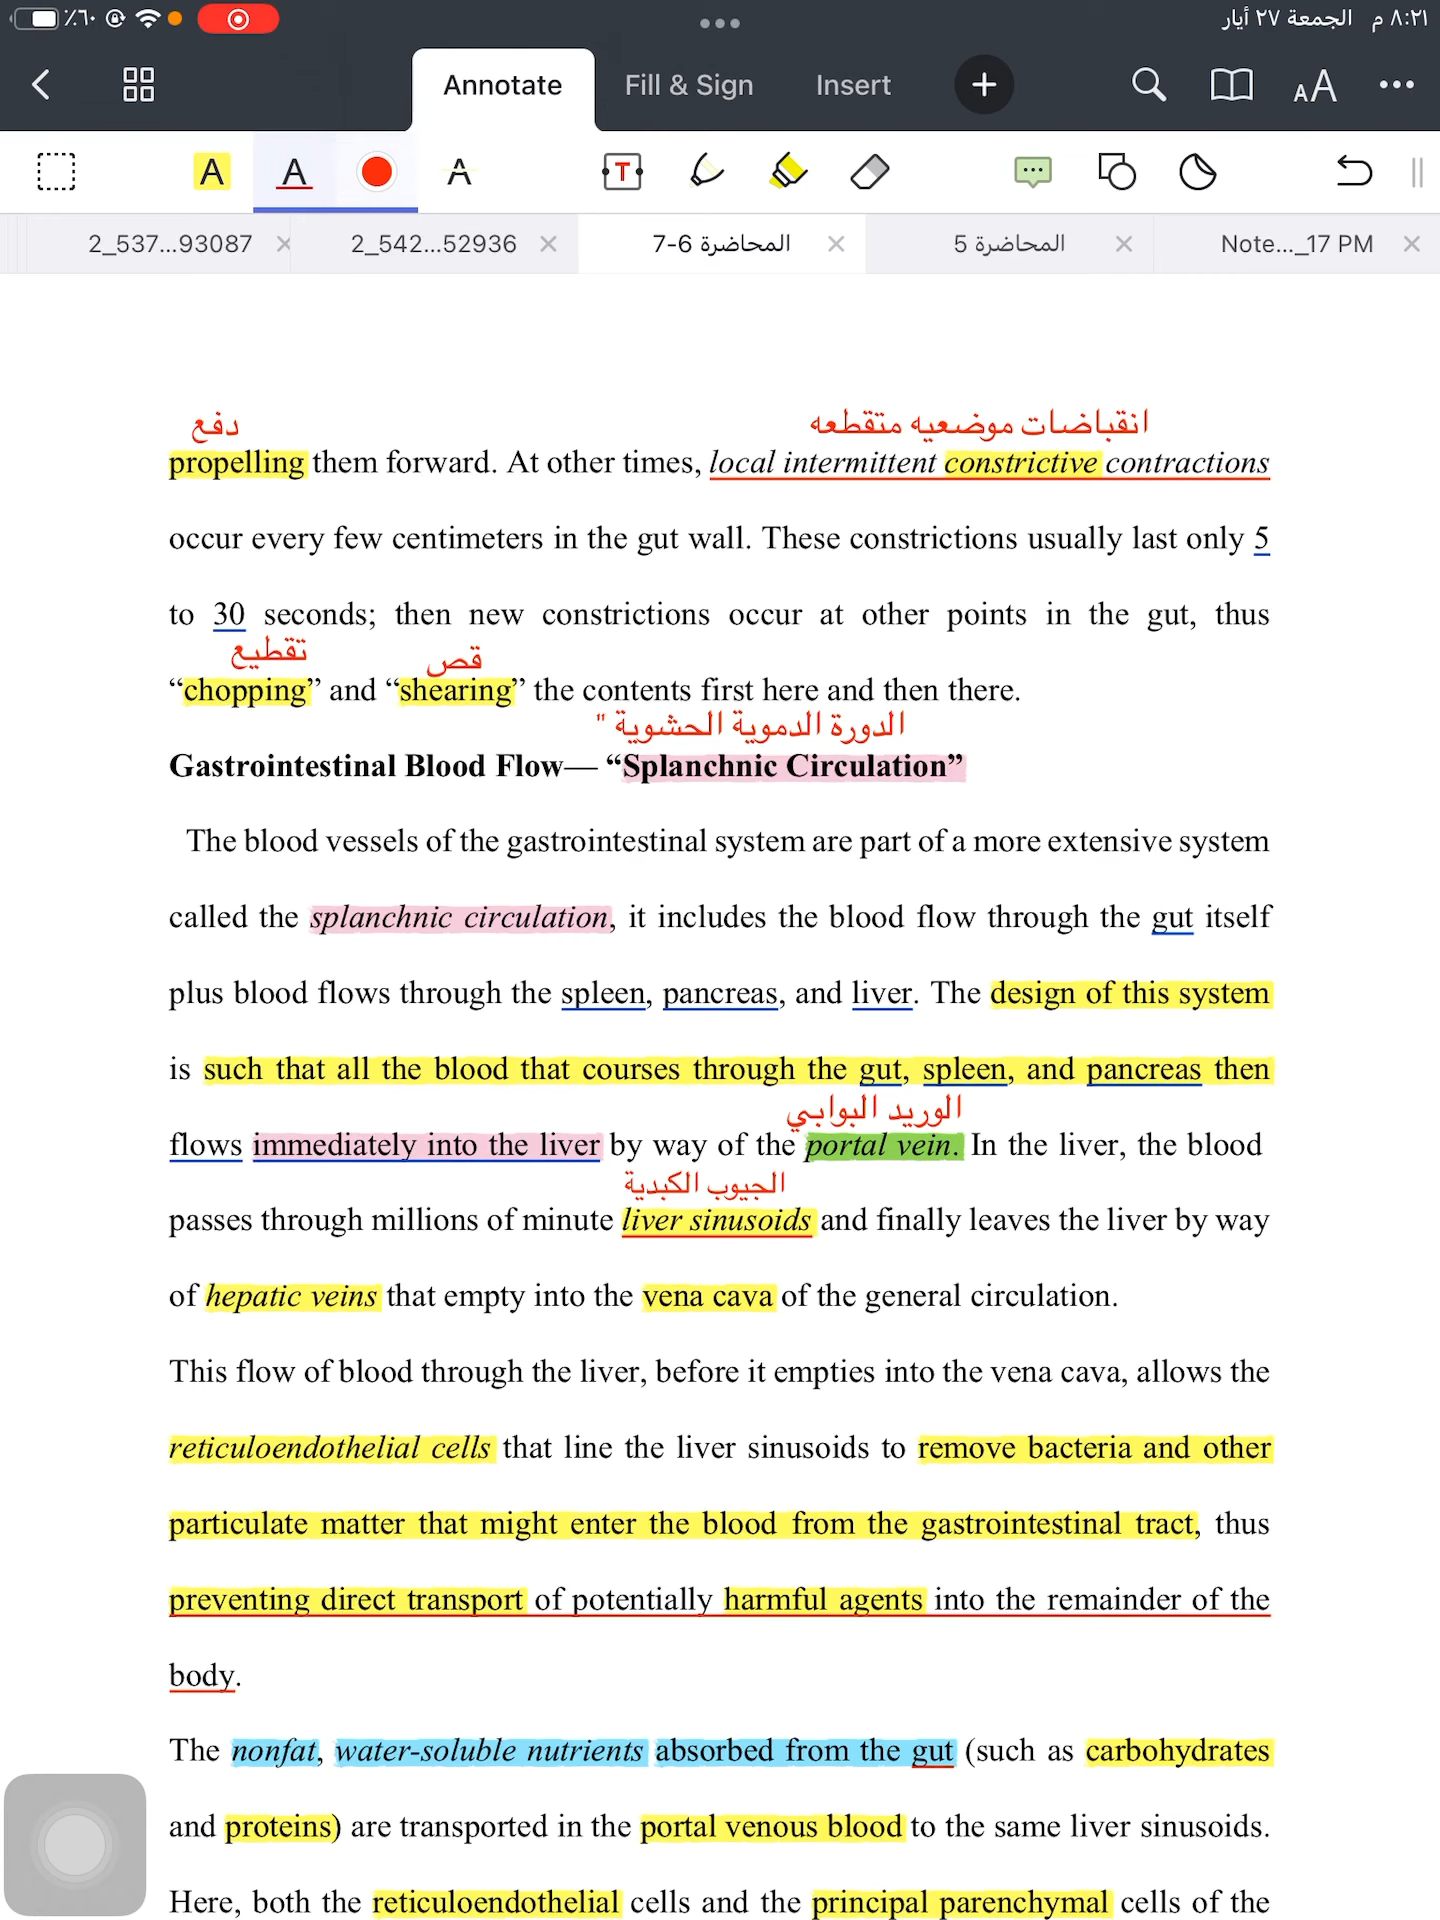 ٪٦٠
٨:٢١ م الجمعة ٢٧ أيار
Annotate Fill & Sign Insert
2_537...93087 2_542...52936 المحاضرة 6-7 المحاضرة 5 Note..._17 PM
دفع انقباضات موضعيه متقطعه
propelling them forward. At other times, local intermittent constrictive contractions
occur every few centimeters in the gut wall. These constrictions usually last only 5
to 30 seconds; then new constrictions occur at other points in the gut, thus
تقطيع قص
“chopping” and “shearing” the contents first here and then there.
الدورة الدموية الحشوية "
Gastrointestinal Blood Flow— “Splanchnic Circulation”
The blood vessels of the gastrointestinal system are part of a more extensive system
called the splanchnic circulation, it includes the blood flow through the gut itself
plus blood flows through the spleen, pancreas, and liver. The design of this system
is such that all the blood that courses through the gut, spleen, and pancreas then
الوريد البوابي
flows immediately into the liver by way of the portal vein. In the liver, the blood
الجيوب الكبدية
passes through millions of minute liver sinusoids and finally leaves the liver by way
of hepatic veins that empty into the vena cava of the general circulation.
This flow of blood through the liver, before it empties into the vena cava, allows the
reticuloendothelial cells that line the liver sinusoids to remove bacteria and other
particulate matter that might enter the blood from the gastrointestinal tract, thus
preventing direct transport of potentially harmful agents into the remainder of the
body.
The nonfat, water-soluble nutrients absorbed from the gut (such as carbohydrates
and proteins) are transported in the portal venous blood to the same liver sinusoids.
Here, both the reticuloendothelial cells and the principal parenchymal cells of the